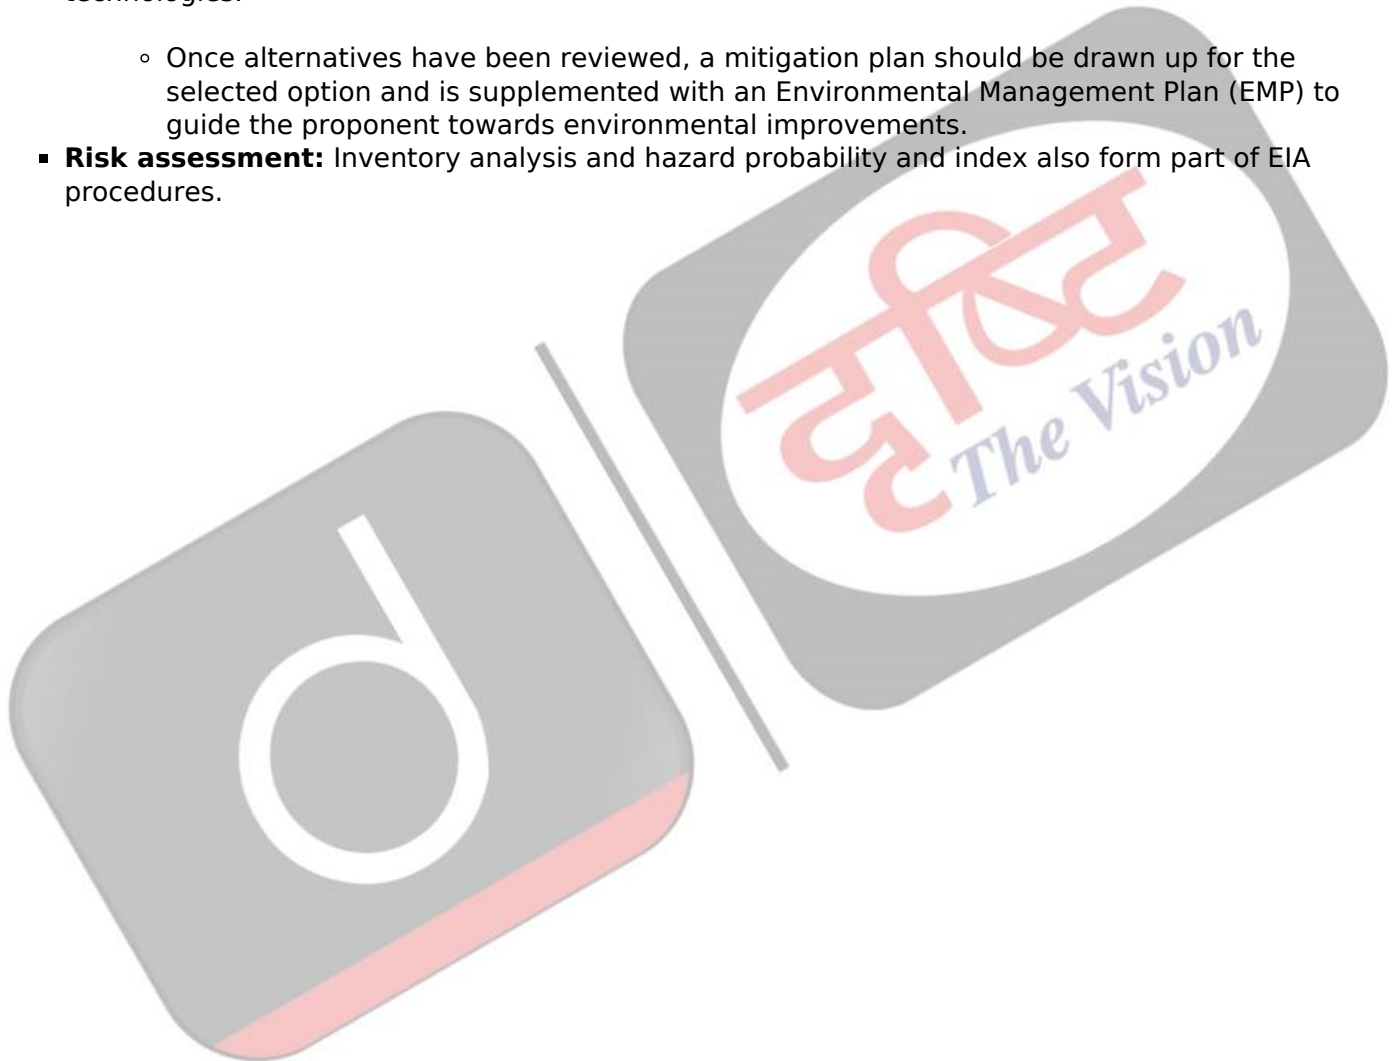 technologies.
Once alternatives have been reviewed, a mitigation plan should be drawn up for the
selected option and is supplemented with an Environmental Management Plan (EMP) to
guide the proponent towards environmental improvements.
Risk assessment: Inventory analysis and hazard probability and index also form part of EIA
procedures.
दृष्टि
The Vision
d